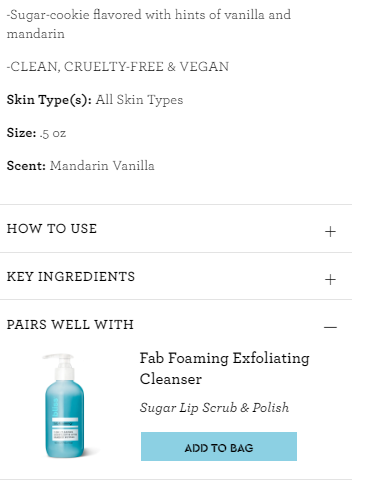 -Sugar-cookie flavored with hints of vanilla and
mandarin
-CLEAN, CRUELTY-FREE & VEGAN
Skin Type(s): All Skin Types
Size: .5 oz
Scent: Mandarin Vanilla
HOW TO USE +
KEY INGREDIENTS +
PAIRS WELL WITH —
Fab Foaming Exfoliating
Cleanser
Sugar Lip Scrub & Polish
ADD TO BAG